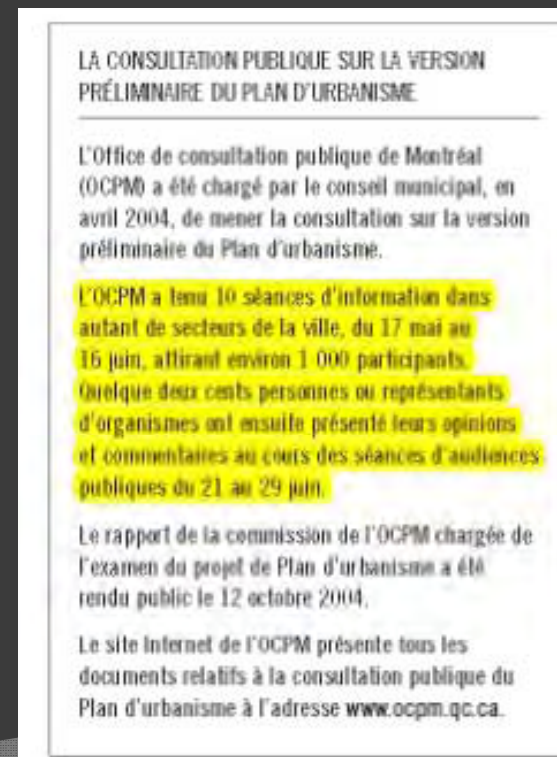 LA CONSULTATION PUBLIQUE SUR LA VERSION
PRÉLIMINAIRE DU PLAN D'URBANISME
L'Office de consultation publique de Montréal
(OCPM) a été chargé par le conseil municipal, en
avril 2004, de mener la consultation sur la version
préliminaire du Plan d'urbanisme.
L'OCPM a tenu 10 séances d'information dans
autant de secteurs de la ville, du 17 mai au
16 juin, attirant environ 1 000 participants.
Quelque deux cents personnes ou représentants
d'organismes ont ensuite présenté leurs opinions
et commentaires au cours des séances d'audiences
publiques du 21 au 29 juin.
Le rapport de la commission de l'OCPM chargée de
l'examen du projet de Plan d'urbanisme a été
rendu public le 12 octobre 2004.
Le site Internet de l'OCPM présente tous les
documents relatifs à la consultation publique du
Plan d'urbanisme à l'adresse www.ocpm.qc.ca.